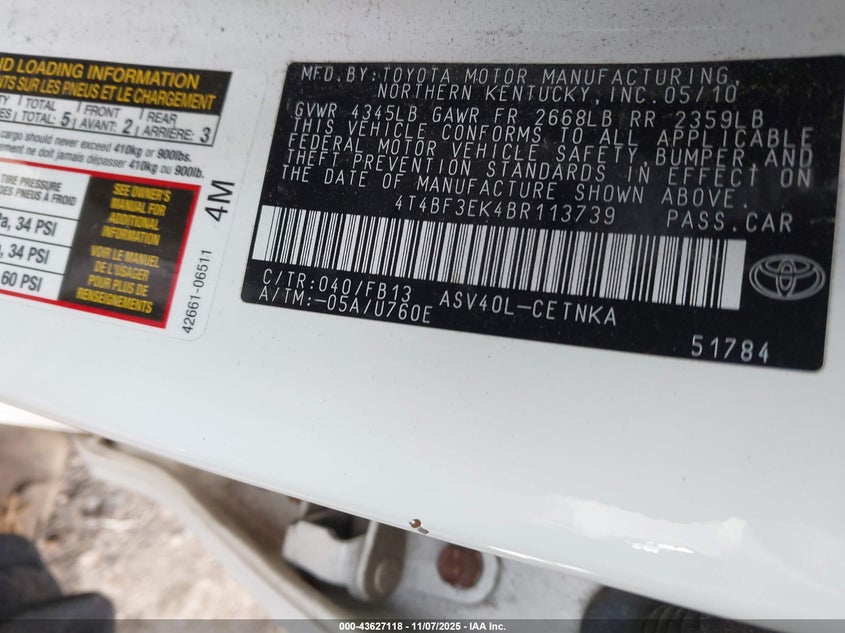 ND LOADING INFORMATION
NTS SUR LES PNEUS ET LE CHARGEMENT
TOTAL FRONT REAR
TOTAL: 5 AVANT: 2 ARRIÈRE: 3
cargo should never exceed 410kg or 900lbs.
ement ne doit jamais dépasser 410kg ou 900lb.
TIRE PRESSURE
DES PNEUS À FROID
a, 34 PSI
, 34 PSI
60 PSI
SEE OWNER'S
MANUAL FOR
ADDITIONAL
INFORMATION
VOIR LE MANUEL
DE L'USAGER
POUR PLUS DE
RENSEIGNEMENTS
4M
42661-06511
MFD.BY:TOYOTA MOTOR MANUFACTURING,
NORTHERN KENTUCKY,INC.05/10
GVWR 4345LB GAWR FR 2668LB RR 2359LB
THIS VEHICLE CONFORMS TO ALL APPLICABLE
FEDERAL MOTOR VEHICLE SAFETY,BUMPER,AND
THEFT PREVENTION STANDARDS IN EFFECT ON
THE DATE OF MANUFACTURE SHOWN ABOVE.
4T4BF3EK4BR113739 PASS.CAR
C/TR:040/FB13 ASV40L-CETNKA
A/TM:-05A/U760E
51784
000-43627118 - 11/07/2025 - IAA Inc.